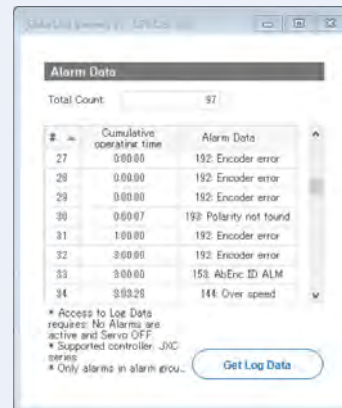 Alarm Data
Total Count: 97
# Cumulative operating time Alarm Data
27 0:00:00 192: Encoder error
28 0:00:00 192: Encoder error
29 0:00:00 192: Encoder error
30 0:00:07 193: Polarity not found
31 1:00:00 192: Encoder error
32 3:00:00 192: Encoder error
33 3:00:00 153: AbEnc ID ALM
34 3:03:28 144: Over speed
* Access to Log Data
requires: No Alarms are
active and Servo OFF.
* Supported controller: JXC
series
* Only alarms in alarm grou...
Get Log Data